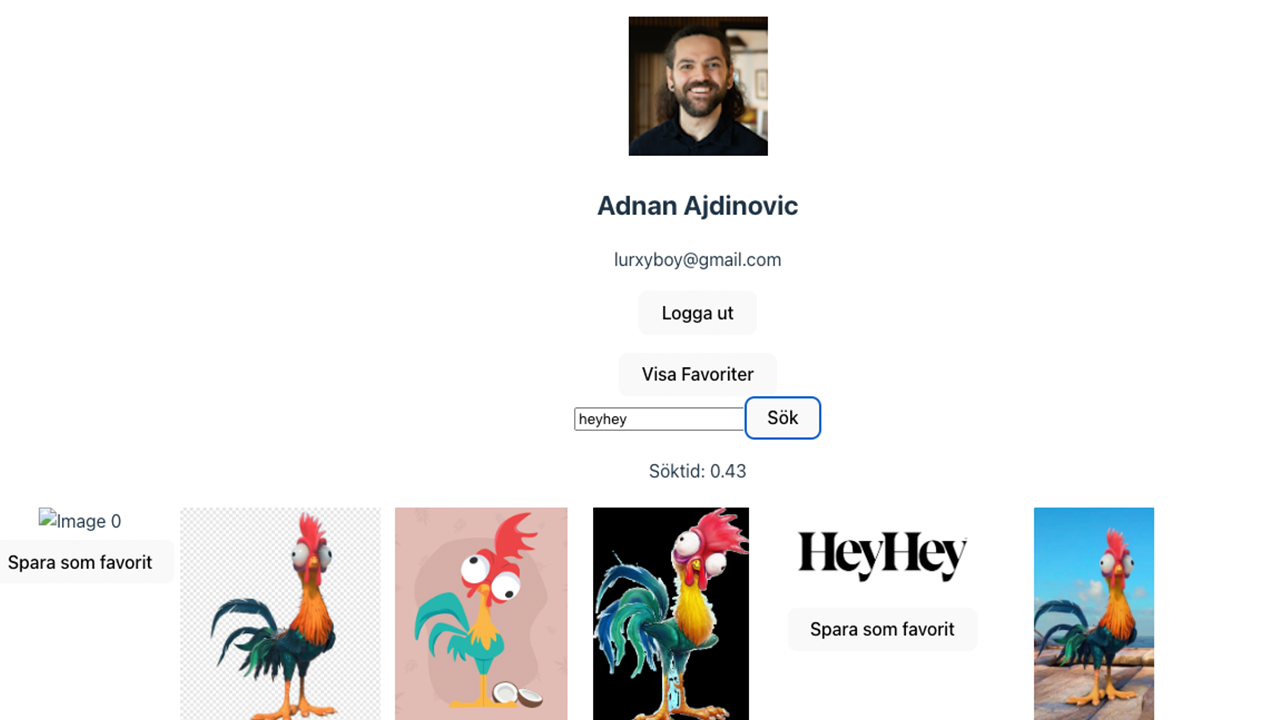 Adnan Ajdinovic
lurxyboy@gmail.com
Logga ut
Visa Favoriter
heyhey
Sök
Söktid: 0.43
Image 0
Spara som favorit
HeyHey
Spara som favorit